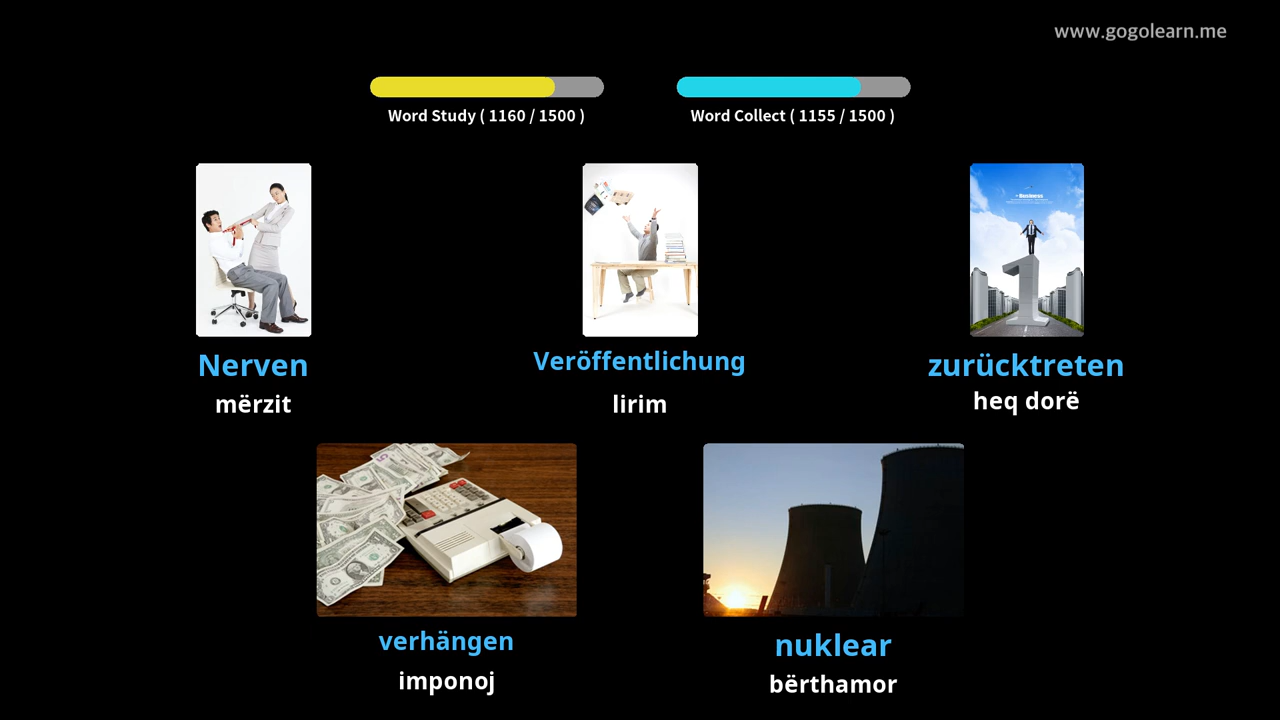 www.gogolearn.me
Word Study ( 1160 / 1500 )
Word Collect ( 1155 / 1500 )
Business
Nerven
mërzit
Veröffentlichung
lirim
zurücktreten
heq dorë
verhängen
imponoj
nuklear
bërthamor